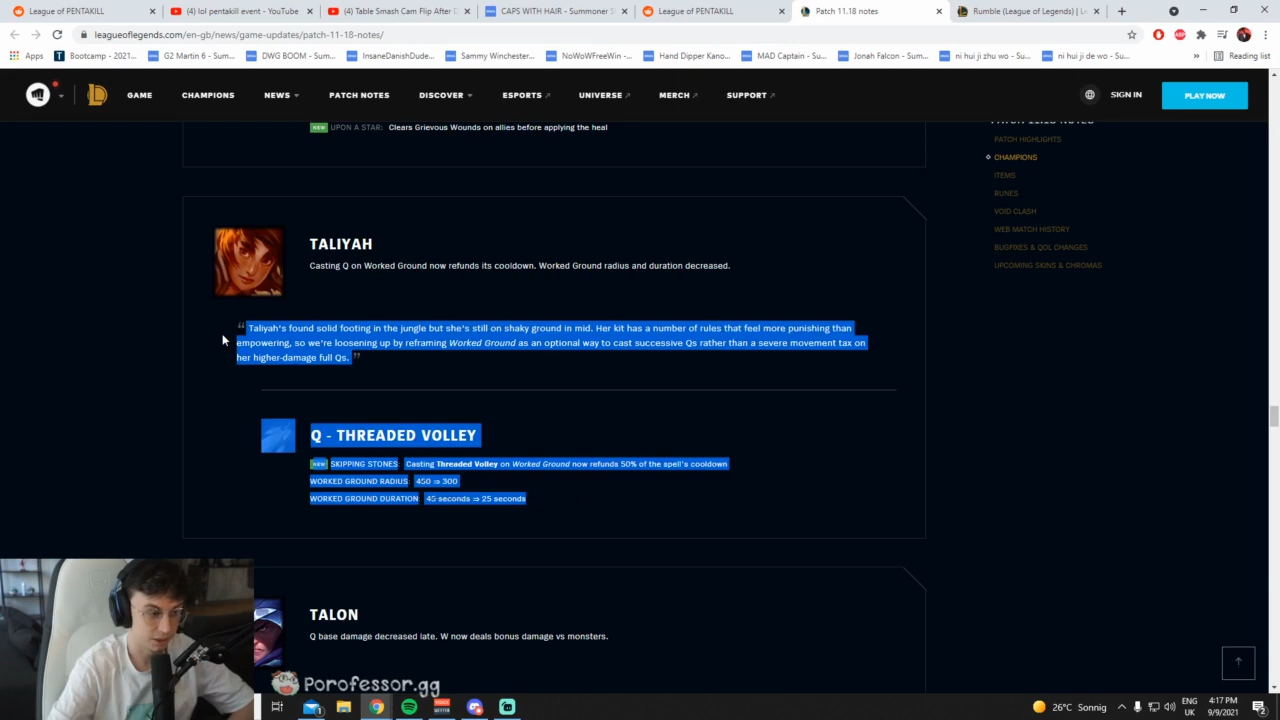 League of PENTAKILL
(4) lol pentakill event - YouTube
(4) Table Smash Cam Flip After D
CAPS WITH HAIR - Summoner S
League of PENTAKILL
Patch 11.18 notes
Rumble (League of Legends) | Le
leagueoflegends.com/en-gb/news/game-updates/patch-11-18-notes/
Apps
Bootcamp - 2021...
G2 Martin 6 - Sum...
DWG BOOM - Sum...
InsaneDanishDude...
Sammy Winchester...
NoWoWFreeWin -...
Hand Dipper Kano...
MAD Captain - Su...
Jonah Falcon - Sum...
ni hui ji zhu wo - Su...
ni hui ji de wo - Su...
»
Reading list
GAME
CHAMPIONS
NEWS
PATCH NOTES
DISCOVER
ESPORTS
UNIVERSE
MERCH
SUPPORT
SIGN IN
PLAY NOW
NEW UPON A STAR: Clears Grievous Wounds on allies before applying the heal
PATCH 11.18 NOTES
PATCH HIGHLIGHTS
CHAMPIONS
ITEMS
RUNES
VOID CLASH
WEB MATCH HISTORY
BUGFIXES & QOL CHANGES
UPCOMING SKINS & CHROMAS
TALIYAH
Casting Q on Worked Ground now refunds its cooldown. Worked Ground radius and duration decreased.
“ Taliyah's found solid footing in the jungle but she's still on shaky ground in mid. Her kit has a number of rules that feel more punishing than
empowering, so we're loosening up by reframing Worked Ground as an optional way to cast successive Qs rather than a severe movement tax on
her higher-damage full Qs. ”
Q - THREADED VOLLEY
NEW SKIPPING STONES: Casting Threaded Volley on Worked Ground now refunds 50% of the spell's cooldown
WORKED GROUND RADIUS: 450 ⇒ 300
WORKED GROUND DURATION: 45 seconds ⇒ 25 seconds
TALON
Q base damage decreased late. W now deals bonus damage vs monsters.
Porofessor.gg
26°C Sonnig
ENG
UK
4:17 PM
9/9/2021